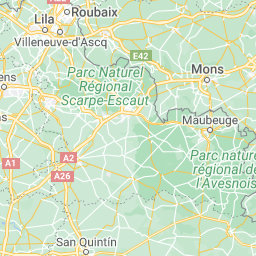 Roubaix
Lila
Villeneuve-d'Ascq
E42
Parc Naturel
Régional
Scarpe-Escaut
Mons
ens
Maubeuge
A1
A2
Parc nature
régional de
l'Avesnois
A26
San Quintín